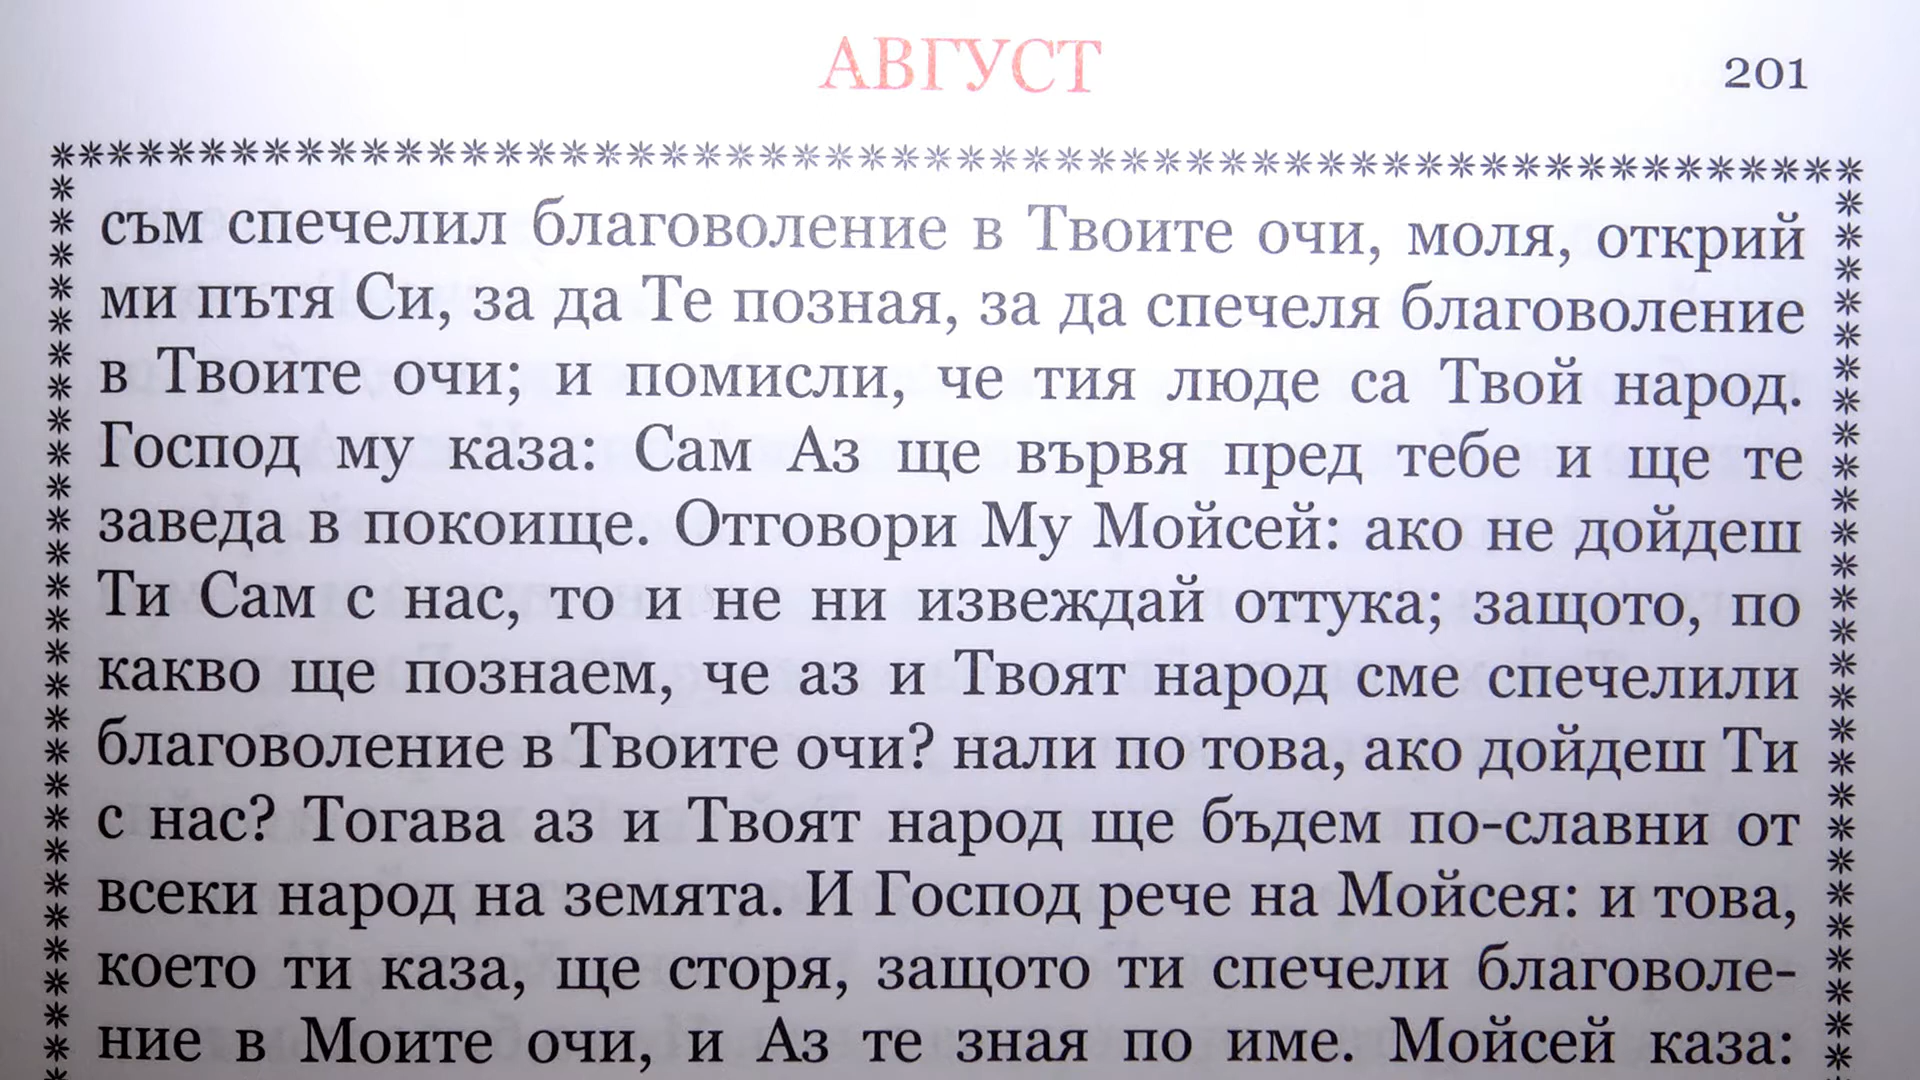 АВГУСТ
201
съм спечелил благоволение в Твоите очи, моля, открий
ми пътя Си, за да Те позная, за да спечеля благоволение
в Твоите очи; и помисли, че тия люде са Твой народ.
Господ му каза: Сам Аз ще вървя пред тебе и ще те
заведа в покоище. Отговори Му Мойсей: ако не дойдеш
Ти Сам с нас, то и не ни извеждай оттука; защото, по
какво ще познаем, че аз и Твоят народ сме спечелили
благоволение в Твоите очи? нали по това, ако дойдеш Ти
с нас? Тогава аз и Твоят народ ще бъдем по-славни от
всеки народ на земята. И Господ рече на Мойсея: и това,
което ти каза, ще сторя, защото ти спечели благоволе-
ние в Моите очи, и Аз те зная по име. Мойсей каза: